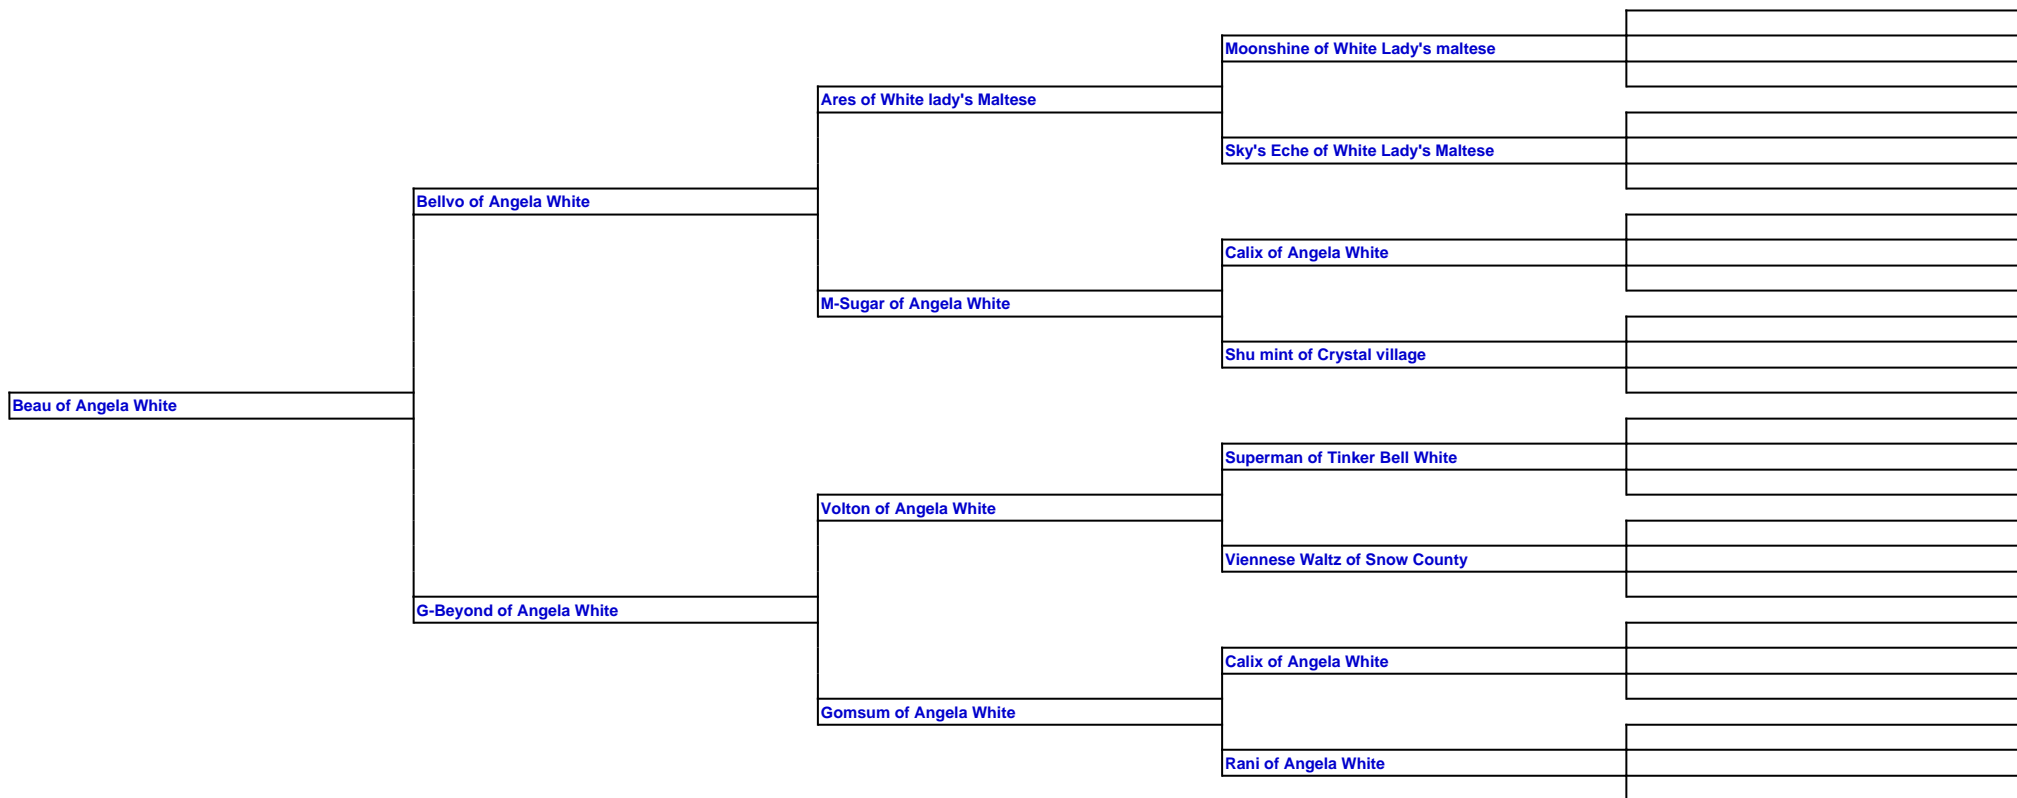 Moonshine of White Lady's maltese
Ares of White lady's Maltese
Sky's Eche of White Lady's Maltese
Bellvo of Angela White
Calix of Angela White
M-Sugar of Angela White
Shu mint of Crystal village
Beau of Angela White
Superman of Tinker Bell White
Volton of Angela White
Viennese Waltz of Snow County
G-Beyond of Angela White
Calix of Angela White
Gomsum of Angela White
Rani of Angela White